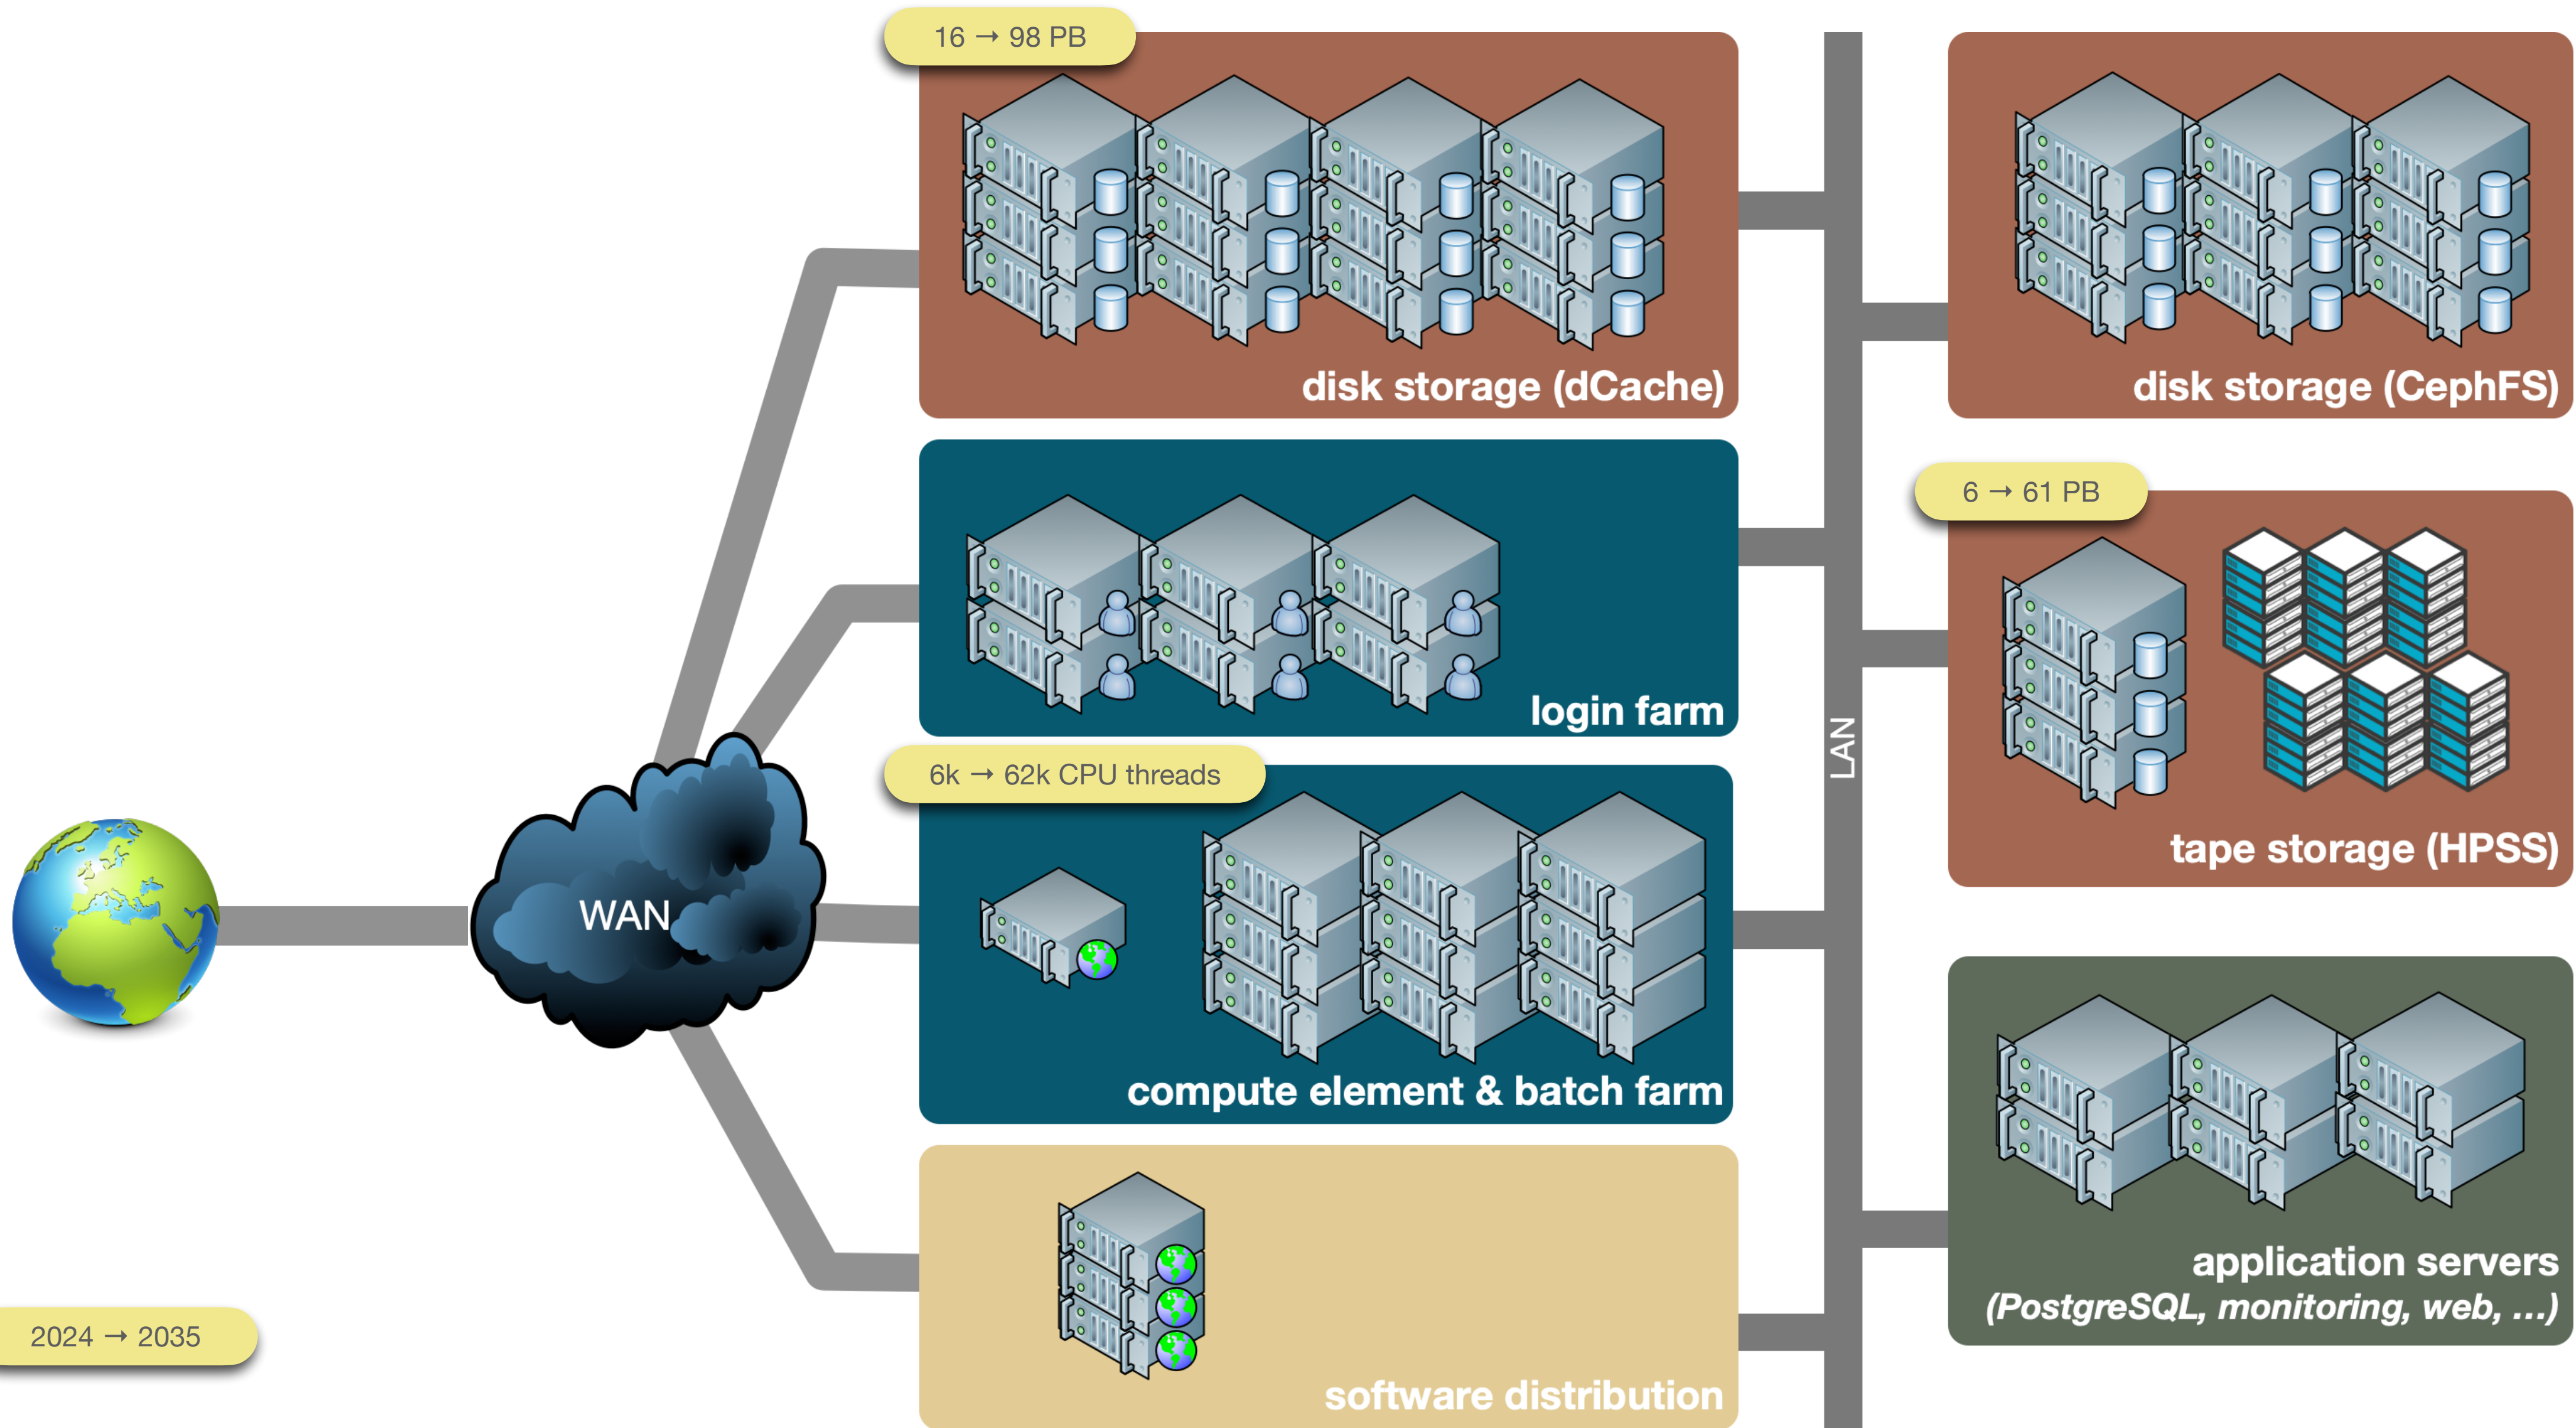 16 → 98 PB
disk storage (dCache)
disk storage (CephFS)
login farm
6 → 61 PB
tape storage (HPSS)
LAN
WAN
6k → 62k CPU threads
compute element & batch farm
application servers
(PostgreSQL, monitoring, web, ...)
software distribution
2024 → 2035